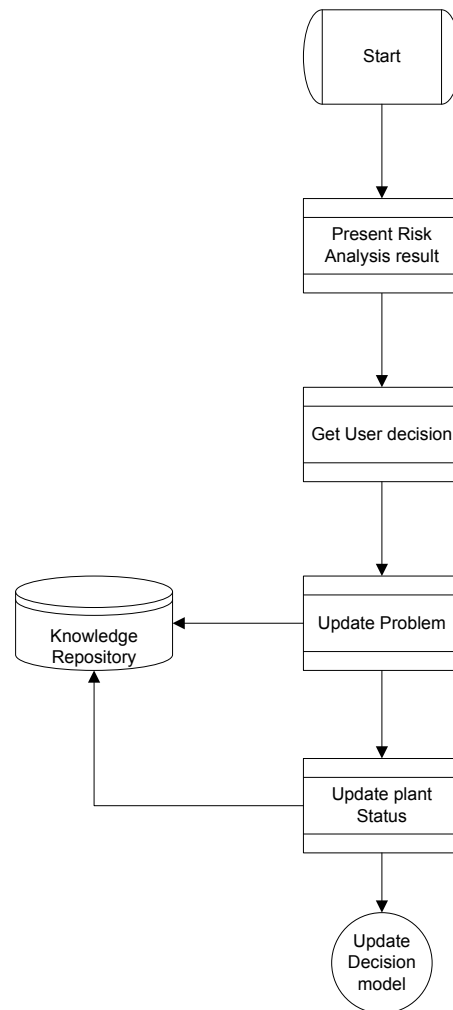 Start
Present Risk
Analysis result
Get User decision
Update Problem
Knowledge
Repository
Update plant
Status
Update
Decision
model